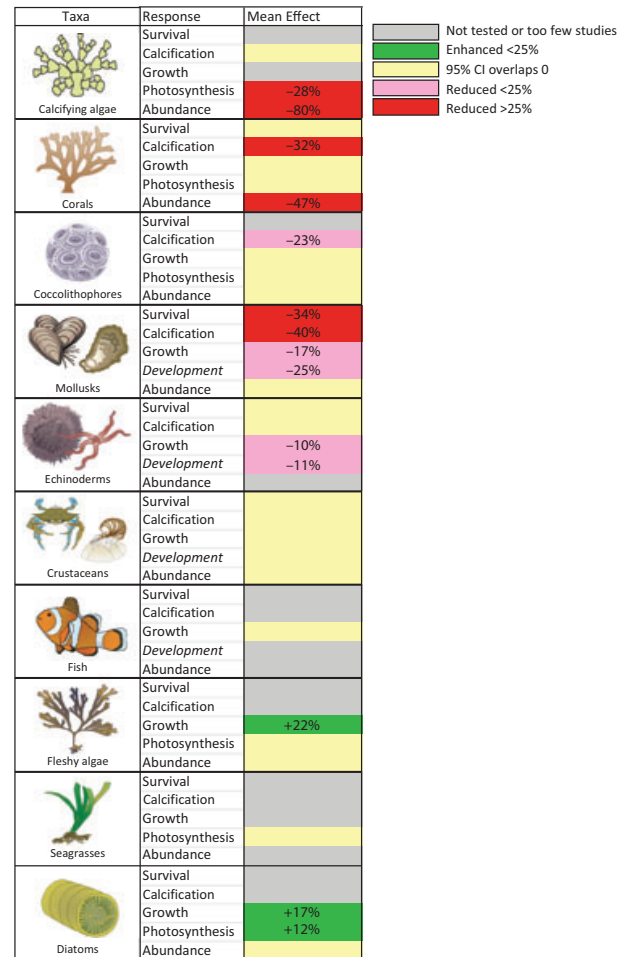 Taxa Response Mean Effect
Survival
Calcification
Growth
Photosynthesis –28%
Calcifying algae Abundance –80%
Survival
Calcification –32%
Growth
Photosynthesis
Corals Abundance –47%
Survival
Calcification –23%
Growth
Photosynthesis
Coccolithophores Abundance
Survival –34%
Calcification –40%
Growth –17%
Development –25%
Mollusks Abundance
Survival
Calcification
Growth –10%
Development –11%
Echinoderms Abundance
Survival
Calcification
Growth
Development
Crustaceans Abundance
Survival
Calcification
Growth
Development
Fish Abundance
Survival
Calcification
Growth +22%
Photosynthesis
Fleshy algae Abundance
Survival
Calcification
Growth
Photosynthesis
Seagrasses Abundance
Survival
Calcification
Growth +17%
Photosynthesis +12%
Diatoms Abundance
Not tested or too few studies
Enhanced <25%
95% CI overlaps 0
Reduced <25%
Reduced >25%